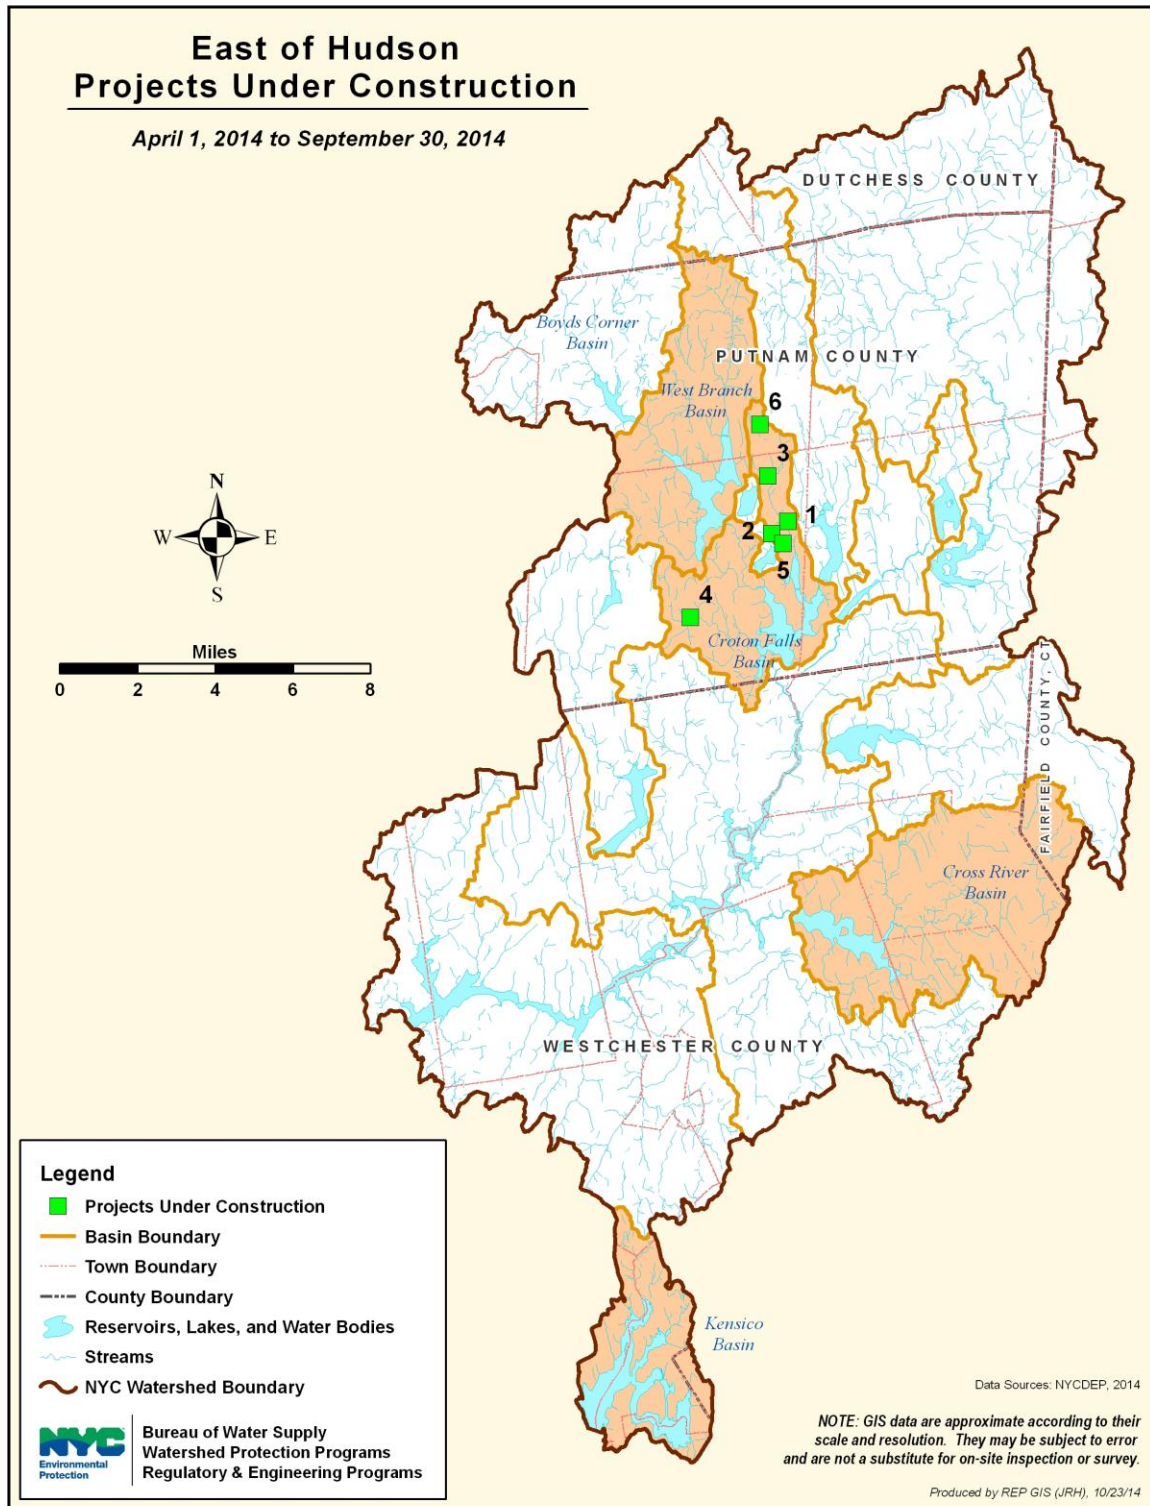 East of Hudson
Projects Under Construction
April 1, 2014 to September 30, 2014
DUTCHESS COUNTY
Boyds Corner
Basin
PUTNAM COUNTY
West Branch
Basin
6
3
1
2
5
4
Croton Falls
Basin
N
W
E
S
Miles
0 2 4 6 8
FAIRFIELD COUNTY, CT
Cross River
Basin
WESTCHESTER COUNTY
Kensico
Basin
Legend
Projects Under Construction
Basin Boundary
Town Boundary
County Boundary
Reservoirs, Lakes, and Water Bodies
Streams
NYC Watershed Boundary
NYC
Environmental
Protection
Bureau of Water Supply
Watershed Protection Programs
Regulatory & Engineering Programs
Data Sources: NYCDEP, 2014
NOTE: GIS data are approximate according to their
scale and resolution. They may be subject to error
and are not a substitute for on-site inspection or survey.
Produced by REP GIS (JRH), 10/23/14